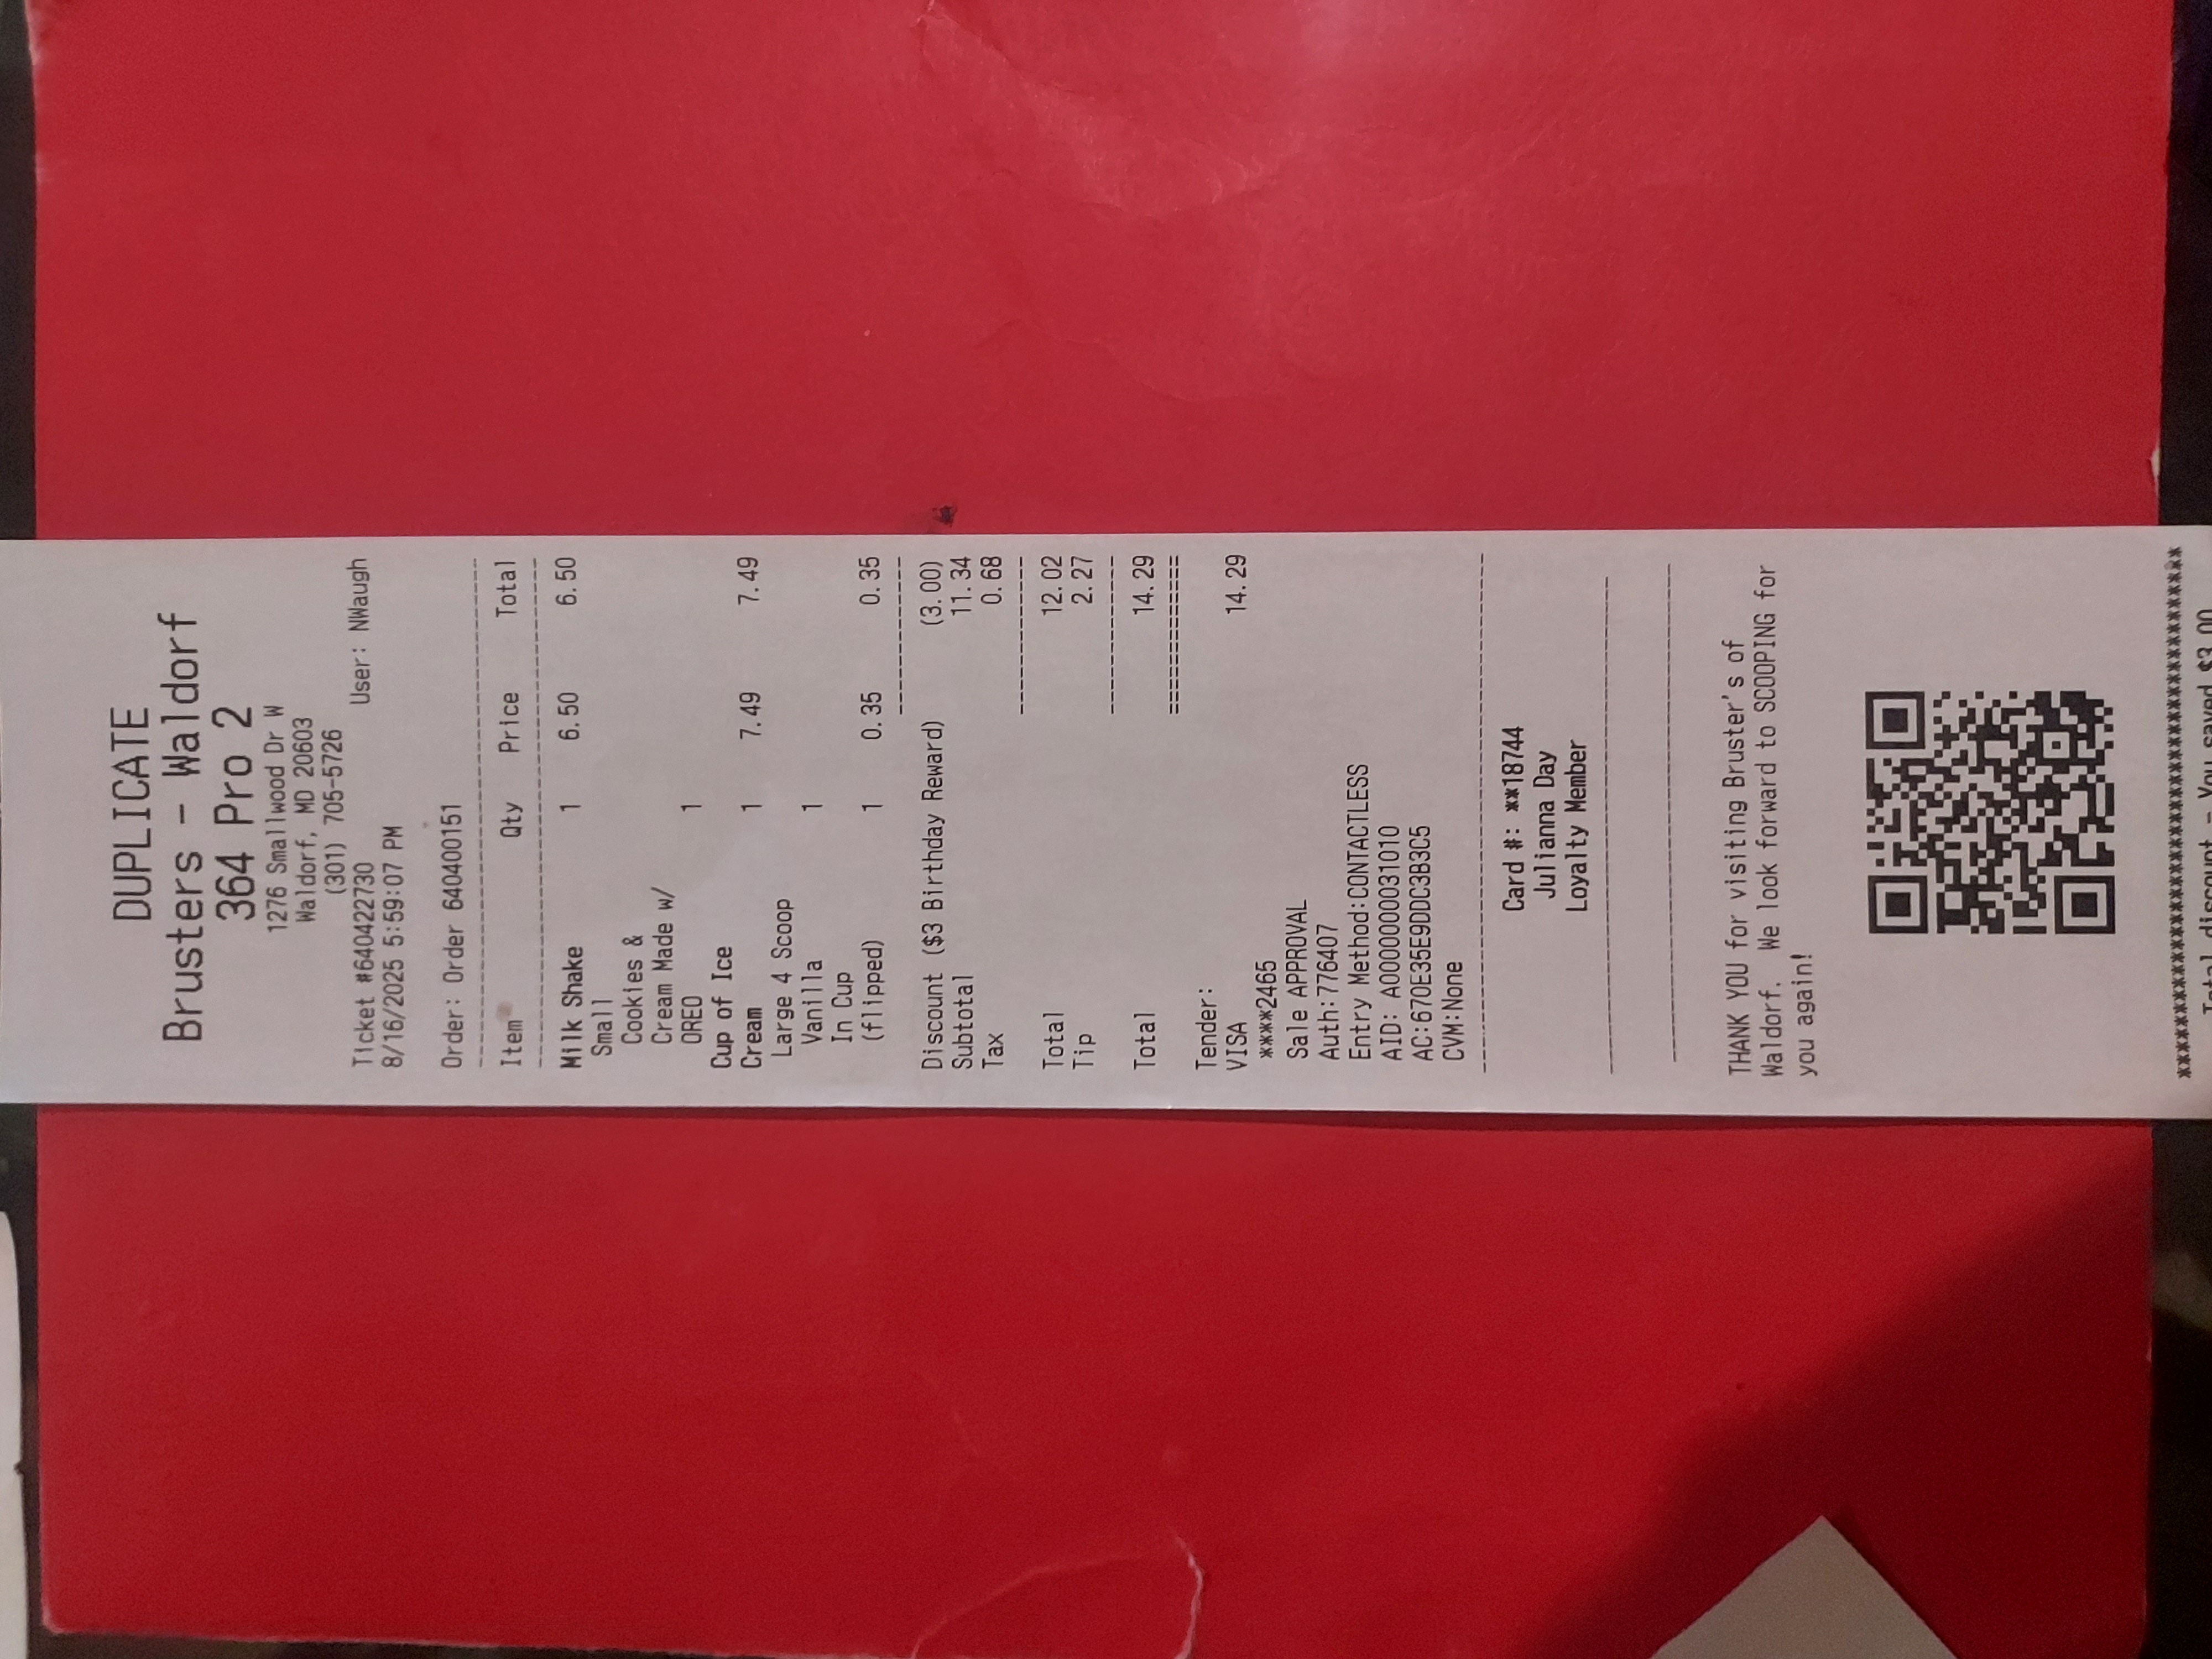 DUPLICATE
Brusters - Waldorf
364 Pro 2
1276 Smallwood Dr W
Waldorf, MD 20603
(301) 705-5726
Ticket #640422730 User: NWaugh
8/16/2025 5:59:07 PM
Order: Order 640400151
----------------------------------------
Item Qty Price Total
----------------------------------------
Milk Shake 1 6.50 6.50
Small
Cookies &
Cream Made w/
OREO 1
Cup of Ice
Cream 1 7.49 7.49
Large 4 Scoop
Vanilla 1
In Cup
(flipped) 1 0.35 0.35
-------------
Discount ($3 Birthday Reward) (3.00)
Subtotal 11.34
Tax 0.68
-------------
Total 12.02
Tip 2.27
-------------
Total 14.29
=============
Tender:
VISA 14.29
****2465
Sale APPROVAL
Auth:776407
Entry Method:CONTACTLESS
AID: A0000000031010
AC:670E35E9DDC3B3C5
CVM:None
----------------------------------------
Card #: **18744
Julianna Day
Loyalty Member
----------------------------------------
----------------------------------------
THANK YOU for visiting Bruster's of
Waldorf. We look forward to SCOOPING for
you again!
******************************************
Total discount - You saved $3.00